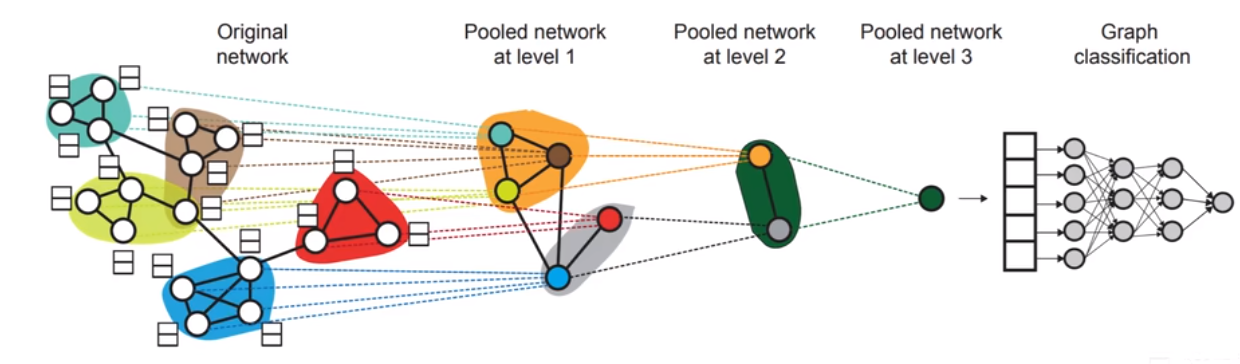 Original
network
Pooled network
at level 1
Pooled network
at level 2
Pooled network
at level 3
Graph
classification